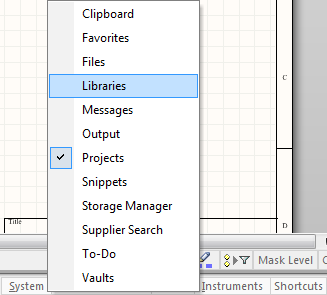 Clipboard
Favorites
Files
Libraries
C
Messages
Output
Projects
Snippets
Storage Manager
Title
Supplier Search
D
To-Do
Mask Level
Vaults
System
Instruments
Shortcuts